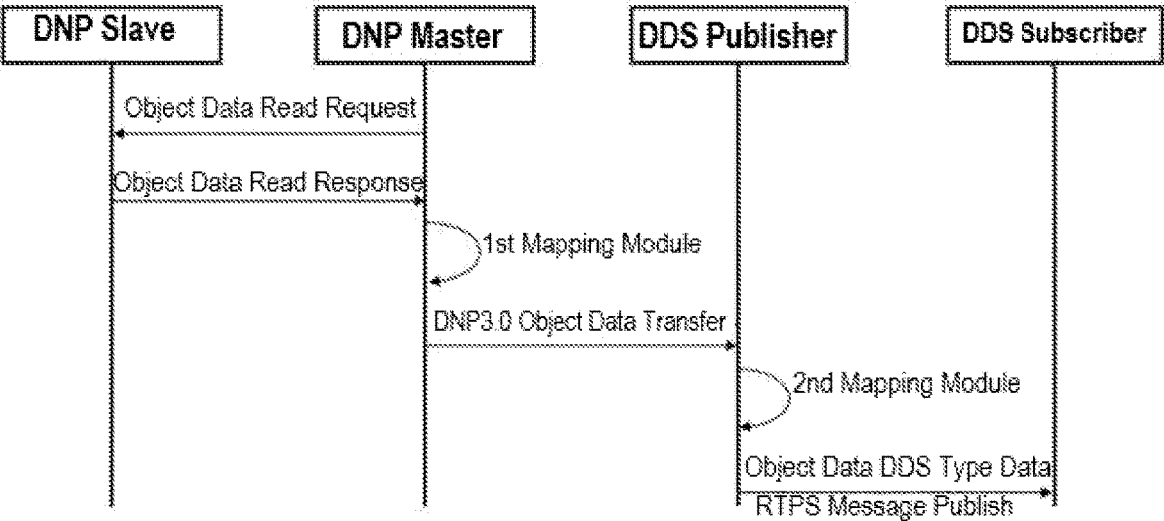 DNP Slave
DNP Master
DDS Publisher
DDS Subscriber
Object Data Read Request
Object Data Read Response
1st Mapping Module
DNP3.0 Object Data Transfer
2nd Mapping Module
Object Data DDS Type Data
RTPS Message Publish